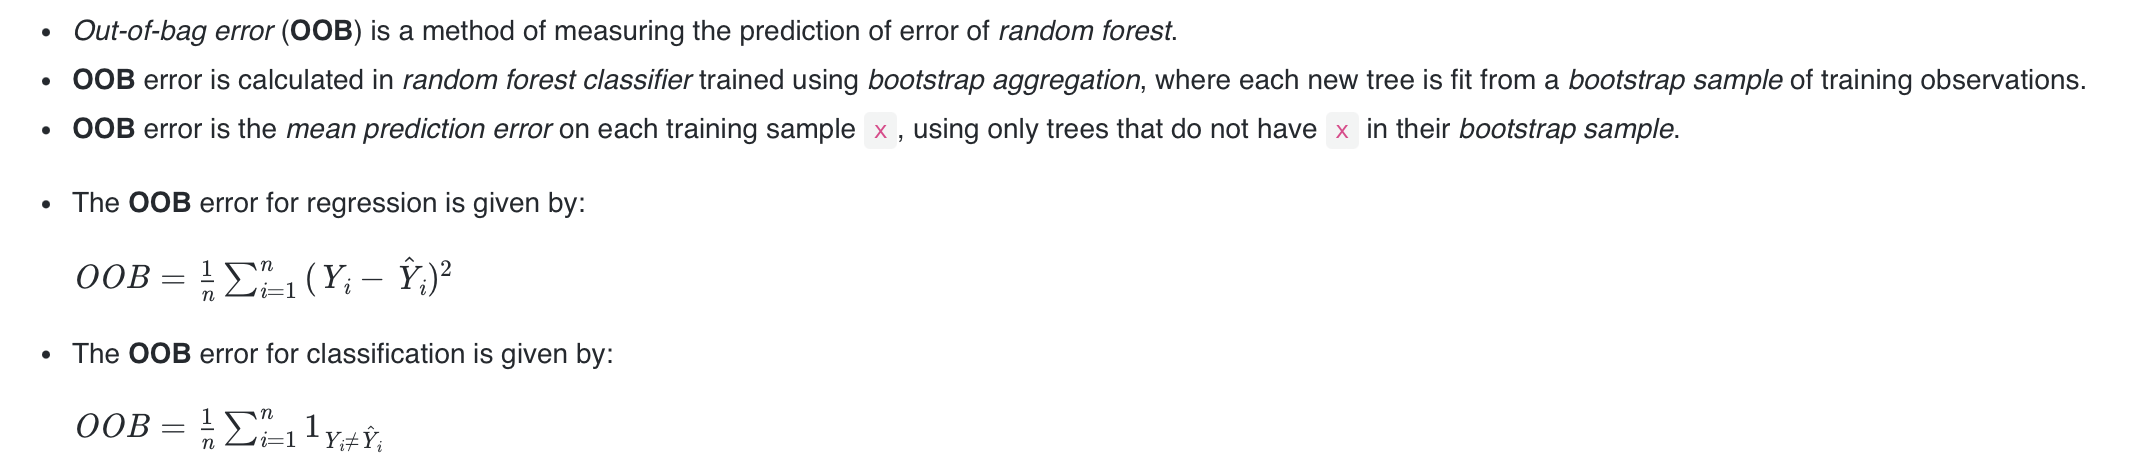 • Out-of-bag error (OOB) is a method of measuring the prediction of error of random forest.
• OOB error is calculated in random forest classifier trained using bootstrap aggregation, where each new tree is fit from a bootstrap sample of training observations.
• OOB error is the mean prediction error on each training sample x , using only trees that do not have x in their bootstrap sample.
• The OOB error for regression is given by:
$OOB = \frac{1}{n} \sum_{i=1}^{n} (Y_i - \hat{Y}_i)^2$
• The OOB error for classification is given by:
$OOB = \frac{1}{n} \sum_{i=1}^{n} 1_{Y_i \neq \hat{Y}_i}$